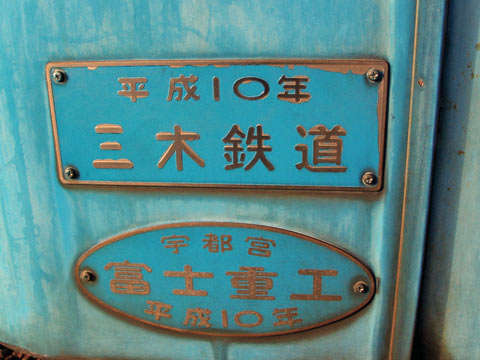 平成10年
三木鉄道
宇都宮
富士重工
平成10年